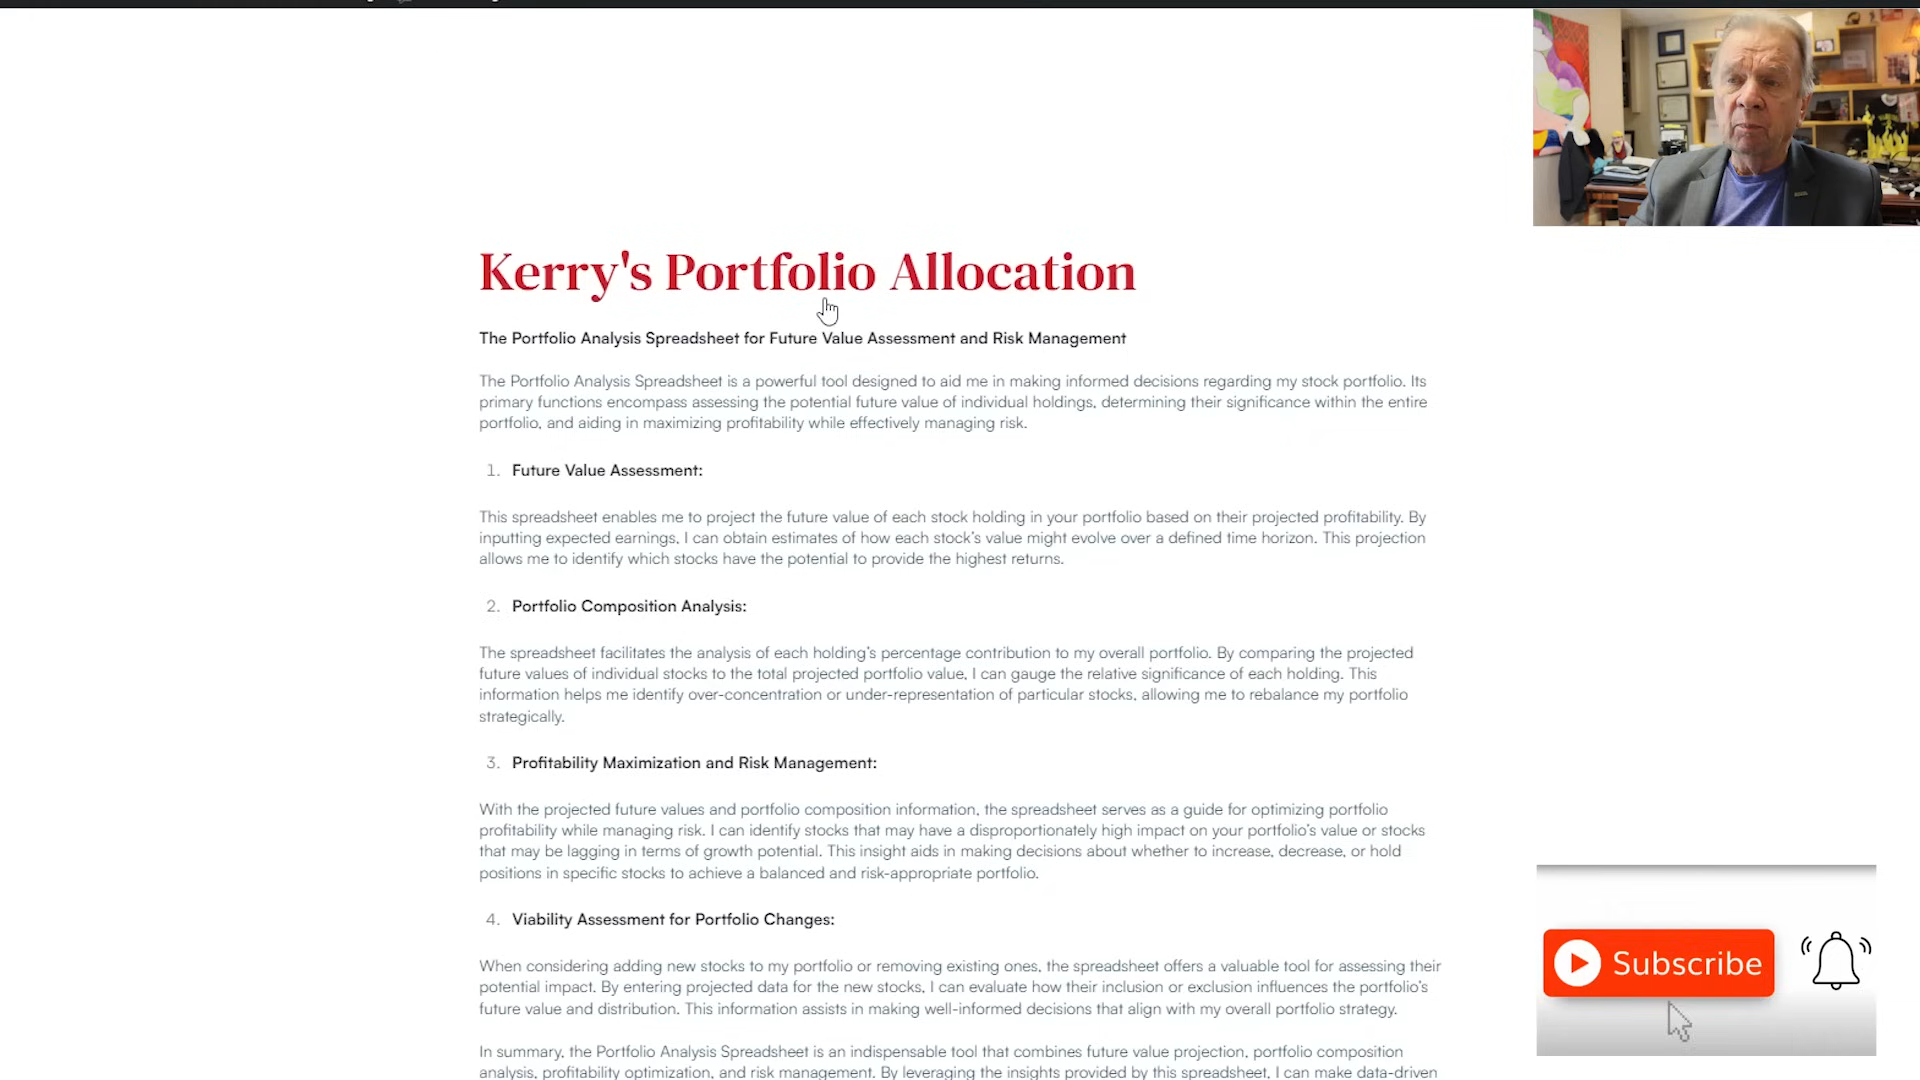 Kerry's Portfolio Allocation
The Portfolio Analysis Spreadsheet for Future Value Assessment and Risk Management
The Portfolio Analysis Spreadsheet is a powerful tool designed to aid me in making informed decisions regarding my stock portfolio. Its
primary functions encompass assessing the potential future value of individual holdings, determining their significance within the entire
portfolio, and aiding in maximizing profitability while effectively managing risk.
1. Future Value Assessment:
This spreadsheet enables me to project the future value of each stock holding in your portfolio based on their projected profitability. By
inputting expected earnings, I can obtain estimates of how each stock's value might evolve over a defined time horizon. This projection
allows me to identify which stocks have the potential to provide the highest returns.
2. Portfolio Composition Analysis:
The spreadsheet facilitates the analysis of each holding's percentage contribution to my overall portfolio. By comparing the projected
future values of individual stocks to the total projected portfolio value, I can gauge the relative significance of each holding. This
information helps me identify over-concentration or under-representation of particular stocks, allowing me to rebalance my portfolio
strategically.
3. Profitability Maximization and Risk Management:
With the projected future values and portfolio composition information, the spreadsheet serves as a guide for optimizing portfolio
profitability while managing risk. I can identify stocks that may have a disproportionately high impact on your portfolio's value or stocks
that may be lagging in terms of growth potential. This insight aids in making decisions about whether to increase, decrease, or hold
positions in specific stocks to achieve a balanced and risk-appropriate portfolio.
4. Viability Assessment for Portfolio Changes:
When considering adding new stocks to my portfolio or removing existing ones, the spreadsheet offers a valuable tool for assessing their
potential impact. By entering projected data for the new stocks, I can evaluate how their inclusion or exclusion influences the portfolio's
future value and distribution. This information assists in making well-informed decisions that align with my overall portfolio strategy.
In summary, the Portfolio Analysis Spreadsheet is an indispensable tool that combines future value projection, portfolio composition
analysis, profitability optimization, and risk management. By leveraging the insights provided by this spreadsheet, I can make data-driven
Subscribe